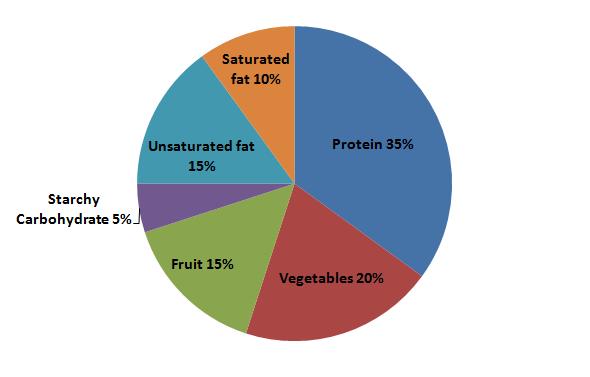 Saturated
fat 10%
Protein 35%
Unsaturated fat
15%
Starchy
Carbohydrate 5%
Fruit 15%
Vegetables 20%